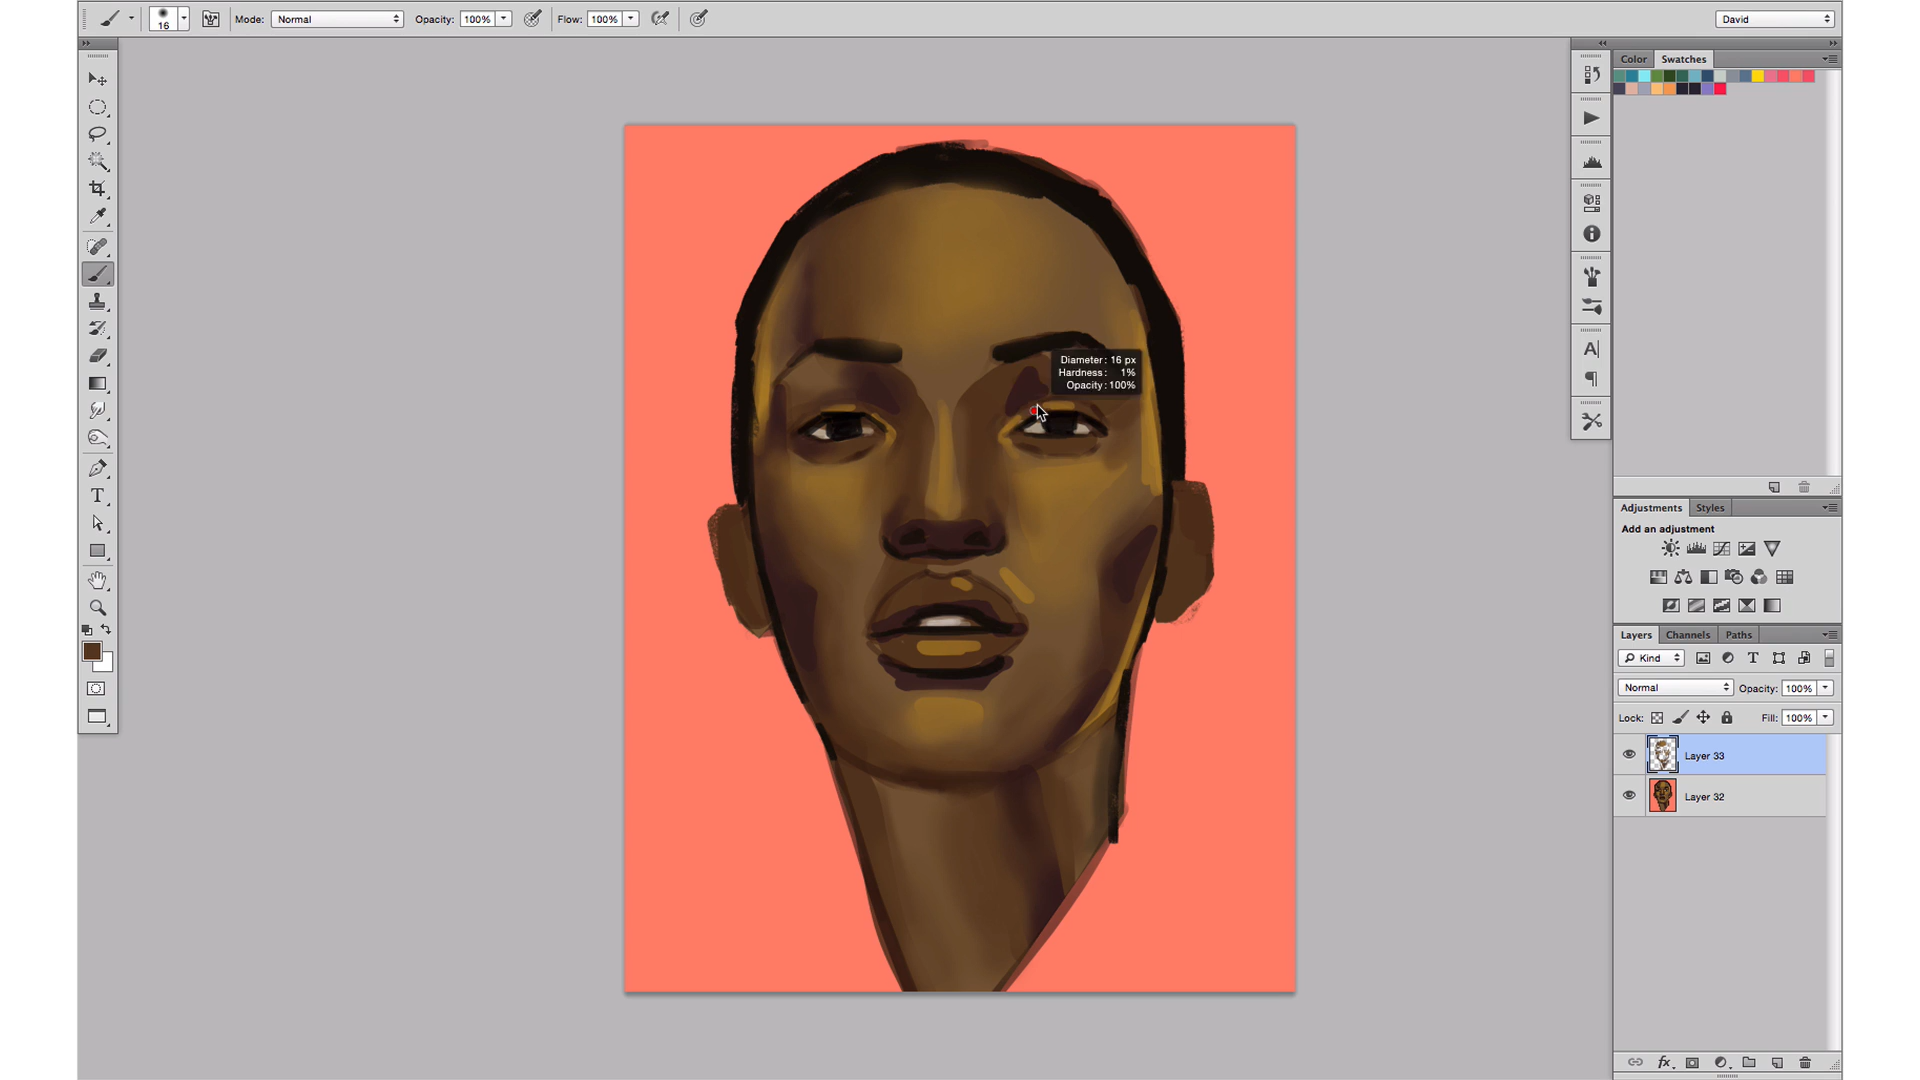 16
Mode: Normal
Opacity: 100%
Flow: 100%
David
Color
Swatches
Diameter: 16 px
Hardness: 1%
Opacity: 100%
Adjustments
Styles
Add an adjustment
Layers
Channels
Paths
Kind
Normal
Opacity: 100%
Lock:
Fill: 100%
Layer 33
Layer 32
fx